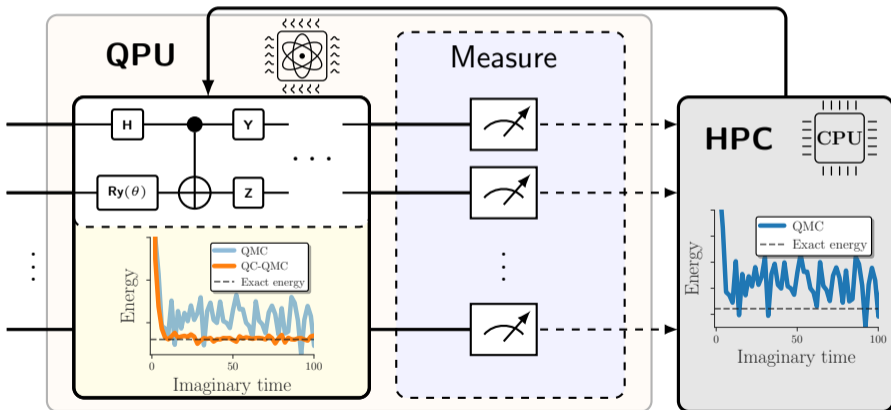 QPU
Measure
H
Y
Ry(θ)
Z
HPC
CPU
QMC
QC-QMC
Exact energy
Energy
0
50
100
Imaginary time
QMC
Exact energy
Energy
0
50
100
Imaginary time